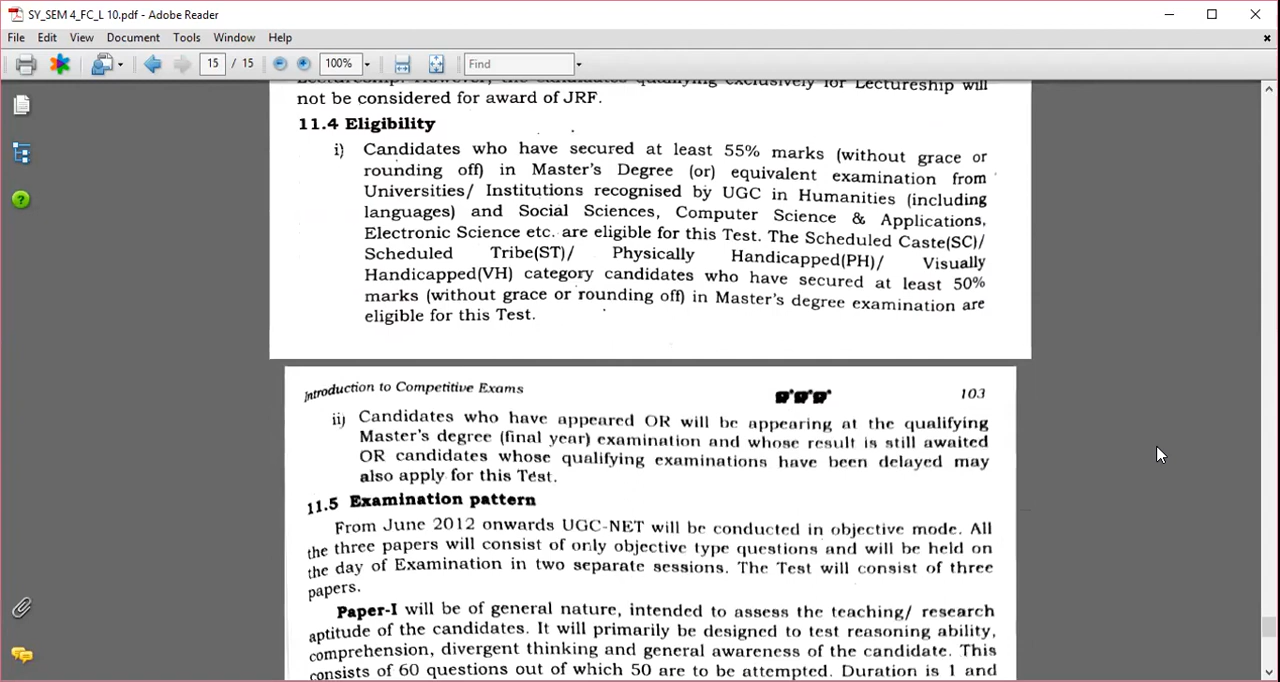 SY_SEM 4_FC_L 10.pdf - Adobe Reader
File Edit View Document Tools Window Help
15 / 15 100% Find
Lectureship. However, the candidates qualifying exclusively for Lectureship will
not be considered for award of JRF.
11.4 Eligibility
i) Candidates who have secured at least 55% marks (without grace or
rounding off) in Master's Degree (or) equivalent examination from
Universities/ Institutions recognised by UGC in Humanities (including
languages) and Social Sciences, Computer Science & Applications,
Electronic Science etc. are eligible for this Test. The Scheduled Caste(SC)/
Scheduled Tribe(ST)/ Physically Handicapped(PH)/ Visually
Handicapped(VH) category candidates who have secured at least 50%
marks (without grace or rounding off) in Master's degree examination are
eligible for this Test.
Introduction to Competitive Exams 103
ii) Candidates who have appeared OR will be appearing at the qualifying
Master's degree (final year) examination and whose result is still awaited
OR candidates whose qualifying examinations have been delayed may
also apply for this Test.
11.5 Examination pattern
From June 2012 onwards UGC-NET will be conducted in objective mode. All
the three papers will consist of only objective type questions and will be held on
the day of Examination in two separate sessions. The Test will consist of three
papers.
Paper-I will be of general nature, intended to assess the teaching/ research
aptitude of the candidates. It will primarily be designed to test reasoning ability,
comprehension, divergent thinking and general awareness of the candidate. This
consists of 60 questions out of which 50 are to be attempted. Duration is 1 and